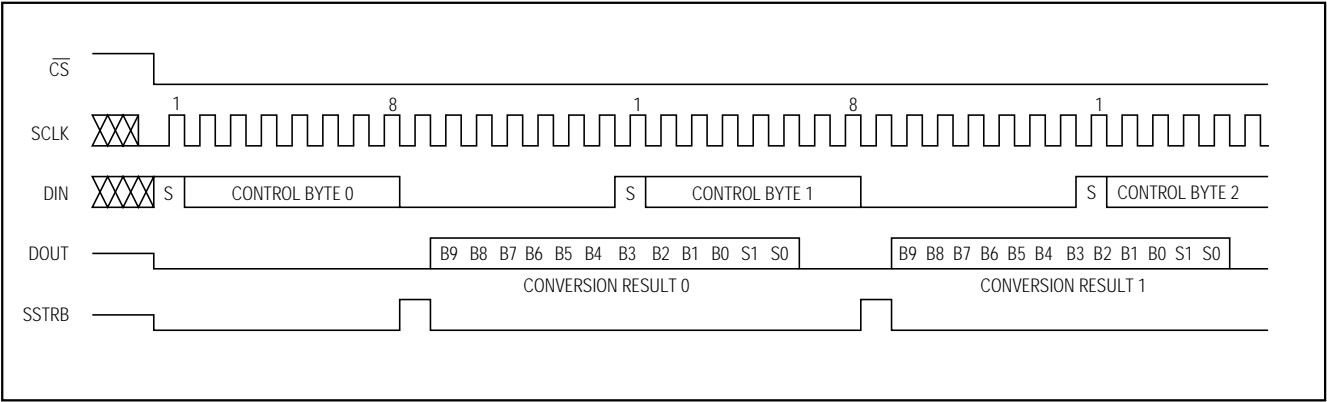 CS
1 8 1 8 1
SCLK
DIN S CONTROL BYTE 0 S CONTROL BYTE 1 S CONTROL BYTE 2
DOUT B9 B8 B7 B6 B5 B4 B3 B2 B1 B0 S1 S0 B9 B8 B7 B6 B5 B4 B3 B2 B1 B0 S1 S0
CONVERSION RESULT 0 CONVERSION RESULT 1
SSTRB